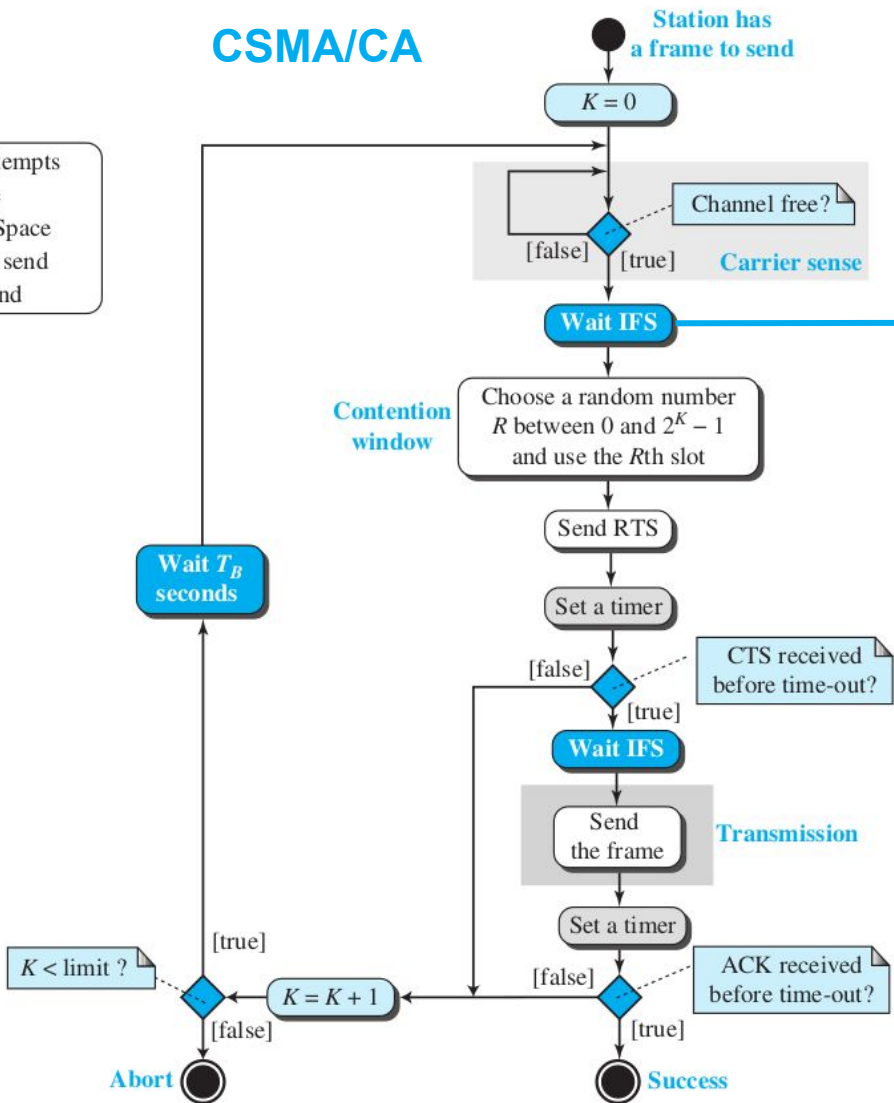 CSMA/CA
Station has
a frame to send
K = 0
tempts
Space
send
nd
Channel free?
[false]
[true]
Carrier sense
Wait IFS
Contention
window
Choose a random number
R between 0 and 2^K − 1
and use the Rth slot
Send RTS
Wait T_B
seconds
Set a timer
[false]
CTS received
before time-out?
[true]
Wait IFS
Send
the frame
Transmission
Set a timer
K < limit ?
[true]
[false]
ACK received
before time-out?
K = K + 1
[false]
[true]
Abort
Success